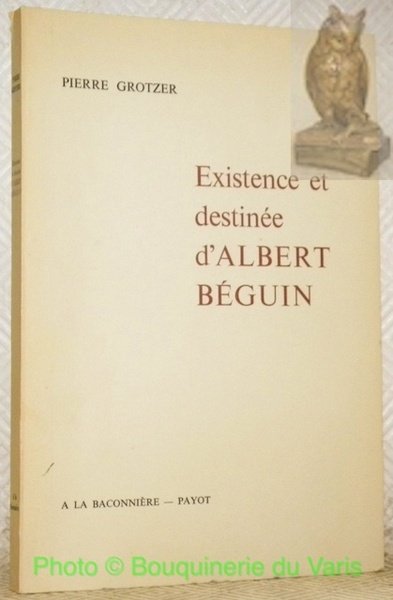 PIERRE GROTZER
Existence et
destinée
d'ALBERT
BÉGUIN
A LA BACONNIÈRE — PAYOT
Photo © Bouquinerie du Varis